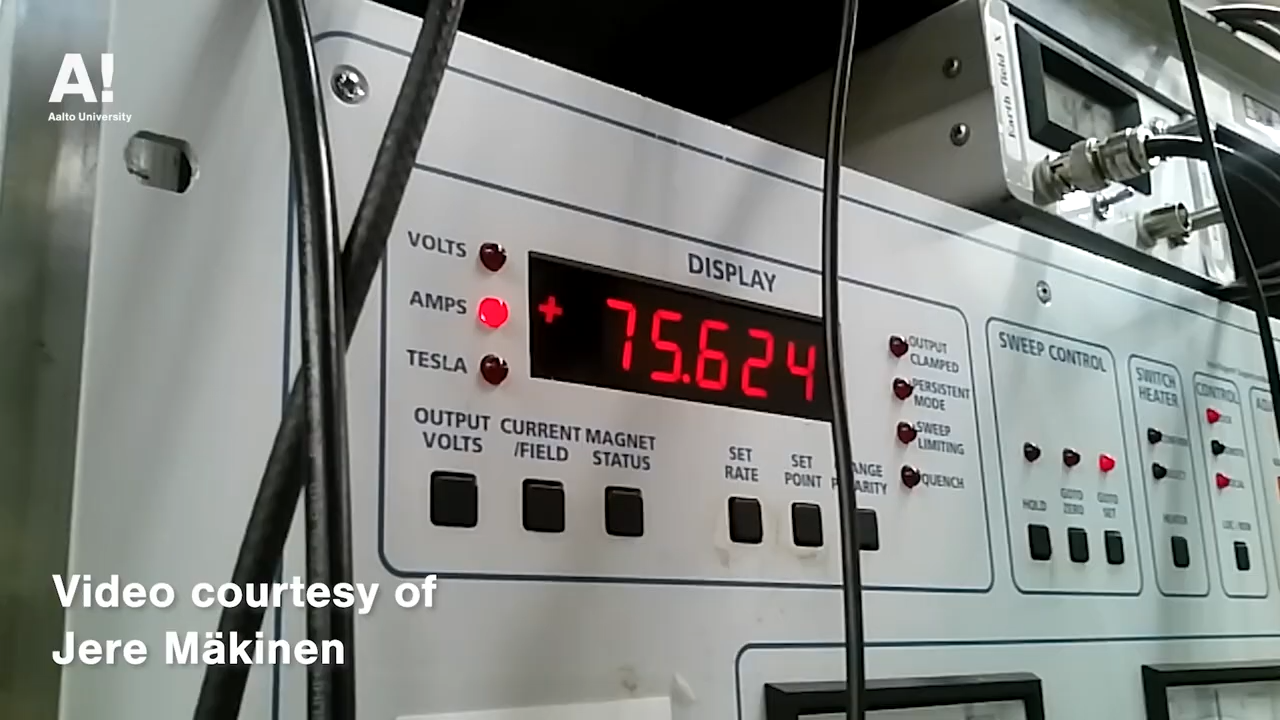 A!
Aalto University
Earth field X
VOLTS
AMPS
TESLA
DISPLAY
+ 75.624
OUTPUT VOLTS
CURRENT /FIELD
MAGNET STATUS
SET RATE
SET POINT
OUTPUT CLAMPED
PERSISTENT MODE
SWEEP LIMITING
QUENCH
SWEEP CONTROL
HOLD
GOTO ZERO
GOTO SET
SWITCH HEATER
HEATER
CONTROL
Video courtesy of
Jere Mäkinen